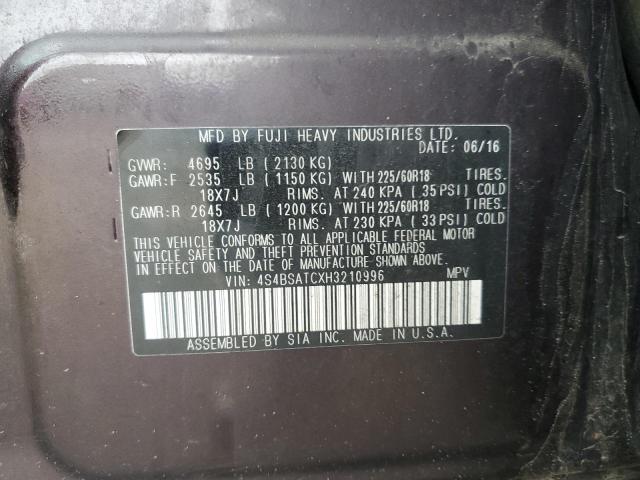 MFD BY FUJI HEAVY INDUSTRIES LTD.
DATE: 06/16
GVWR: 4695 LB ( 2130 KG)
GAWR:F 2535 LB ( 1150 KG) WITH 225/60R18 TIRES.
18X7J RIMS. AT 240 KPA ( 35 PSI) COLD
GAWR:R 2645 LB ( 1200 KG) WITH 225/60R18 TIRES.
18X7J RIMS. AT 230 KPA ( 33 PSI) COLD
THIS VEHICLE CONFORMS TO ALL APPLICABLE FEDERAL MOTOR
VEHICLE SAFETY AND THEFT PREVENTION STANDARDS
IN EFFECT ON THE DATE OF MANUFACTURE SHOWN ABOVE.
VIN: 4S4BSATCXH3210996 MPV
ASSEMBLED BY SIA INC. MADE IN U.S.A.